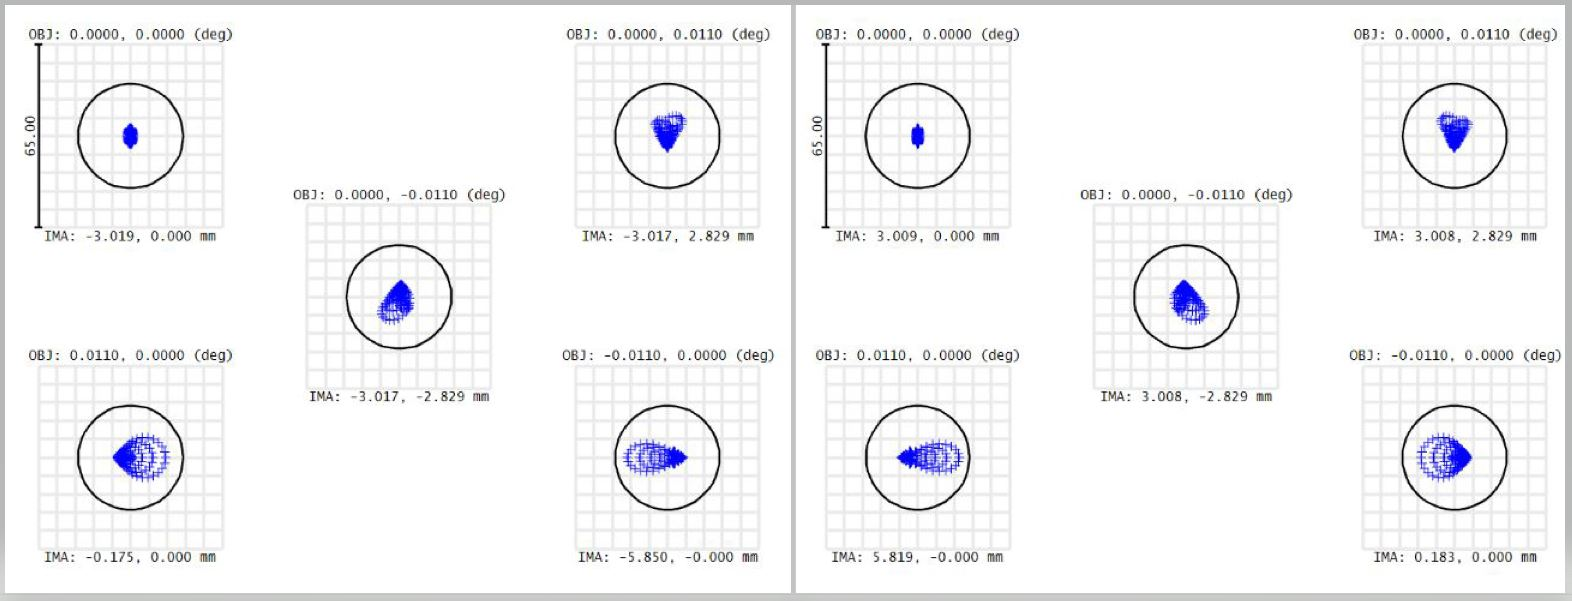 OBJ: 0.0000, 0.0000 (deg)
OBJ: 0.0000, 0.0110 (deg)
65.00
IMA: -3.019, 0.000 mm
IMA: -3.017, 2.829 mm
OBJ: 0.0000, -0.0110 (deg)
IMA: -3.017, -2.829 mm
OBJ: 0.0110, 0.0000 (deg)
OBJ: -0.0110, 0.0000 (deg)
IMA: -0.175, 0.000 mm
IMA: -5.850, -0.000 mm
OBJ: 0.0000, 0.0000 (deg)
OBJ: 0.0000, 0.0110 (deg)
65.00
IMA: 3.009, 0.000 mm
IMA: 3.008, 2.829 mm
OBJ: 0.0000, -0.0110 (deg)
IMA: 3.008, -2.829 mm
OBJ: 0.0110, 0.0000 (deg)
OBJ: -0.0110, 0.0000 (deg)
IMA: 5.819, -0.000 mm
IMA: 0.183, 0.000 mm